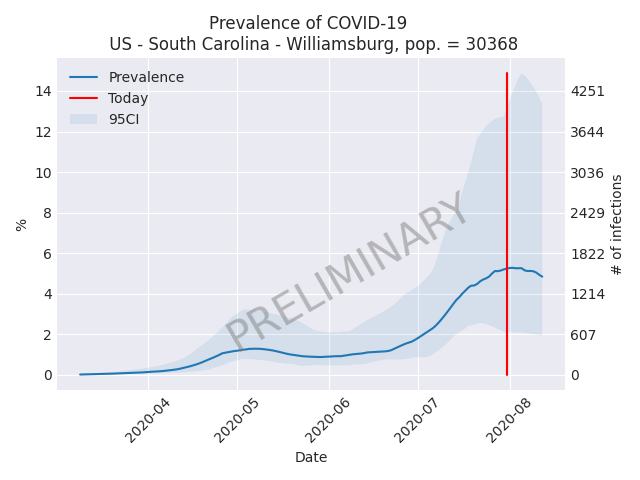 Prevalence of COVID-19
US - South Carolina - Williamsburg, pop. = 30368
Prevalence
Today
95CI
14
12
10
8
6
4
2
0
%
4251
3644
3036
2429
1822
1214
607
0
# of infections
PRELIMINARY
2020-04
2020-05
2020-06
2020-07
2020-08
Date